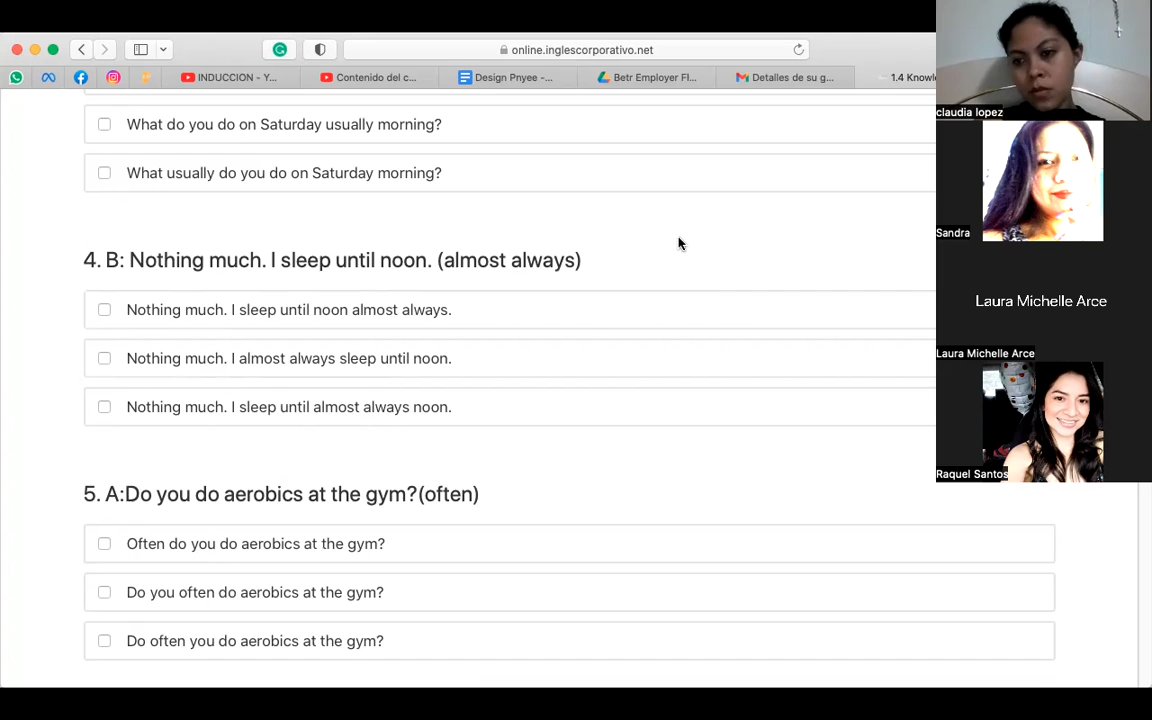 online.inglescorporativo.net
INDUCCION - Y...
Contenido del c...
Design Pnyee -...
Betr Employer Fl...
Detalles de su g...
1.4 Knowle
What do you do on Saturday usually morning?
What usually do you do on Saturday morning?
4. B: Nothing much. I sleep until noon. (almost always)
Nothing much. I sleep until noon almost always.
Nothing much. I almost always sleep until noon.
Nothing much. I sleep until almost always noon.
5. A:Do you do aerobics at the gym?(often)
Often do you do aerobics at the gym?
Do you often do aerobics at the gym?
Do often you do aerobics at the gym?
claudia lopez
Sandra
Laura Michelle Arce
Laura Michelle Arce
Raquel Santos